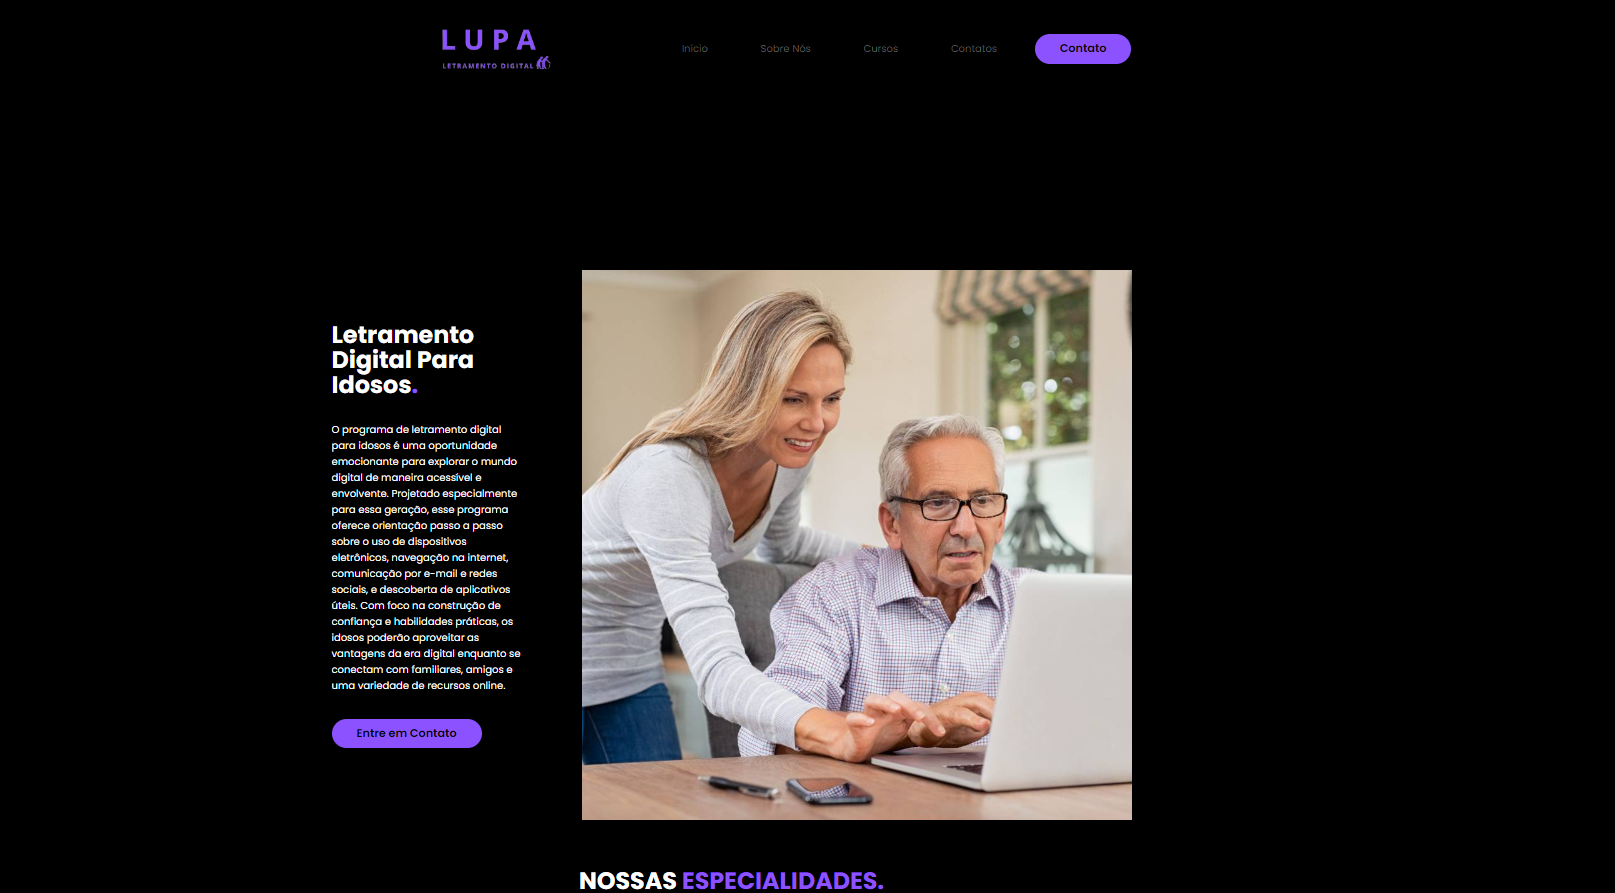 LUPA
LETRAMENTO DIGITAL
Início
Sobre Nós
Cursos
Contatos
Contato
Letramento
Digital Para
Idosos.
O programa de letramento digital
para idosos é uma oportunidade
emocionante para explorar o mundo
digital de maneira acessível e
envolvente. Projetado especialmente
para essa geração, esse programa
oferece orientação passo a passo
sobre o uso de dispositivos
eletrônicos, navegação na internet,
comunicação por e-mail e redes
sociais, e descoberta de aplicativos
úteis. Com foco na construção de
confiança e habilidades práticas, os
idosos poderão aproveitar as
vantagens da era digital enquanto se
conectam com familiares, amigos e
uma variedade de recursos online.
Entre em Contato
NOSSAS ESPECIALIDADES.